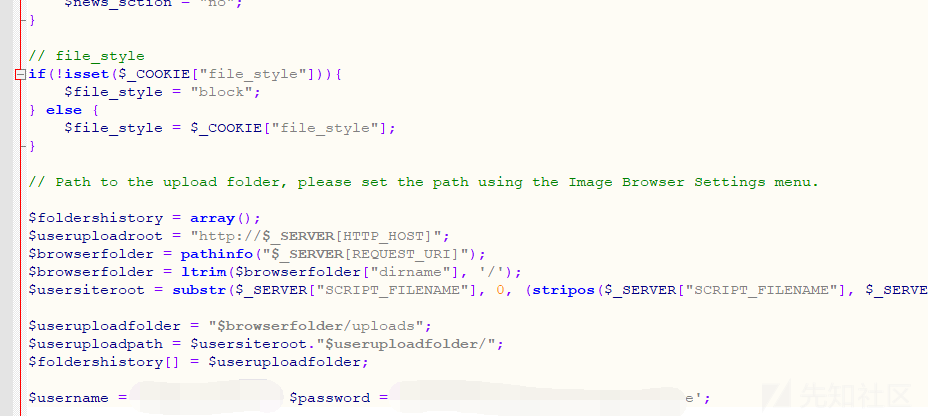 $news_sction = "no";
}
// file_style
if(!isset($_COOKIE["file_style"])){
$file_style = "block";
} else {
$file_style = $_COOKIE["file_style"];
}
// Path to the upload folder, please set the path using the Image Browser Settings menu.
$foldershistory = array();
$useruploadroot = "http://$_SERVER[HTTP_HOST]";
$browserfolder = pathinfo("$_SERVER[REQUEST_URI]");
$browserfolder = ltrim($browserfolder["dirname"], '/');
$usersiteroot = substr($_SERVER["SCRIPT_FILENAME"], 0, (stripos($_SERVER["SCRIPT_FILENAME"], $_SERVE
$useruploadfolder = "$browserfolder/uploads";
$useruploadpath = $usersiteroot."$useruploadfolder/";
$foldershistory[] = $useruploadfolder;
$username = $password = e';
先知社区